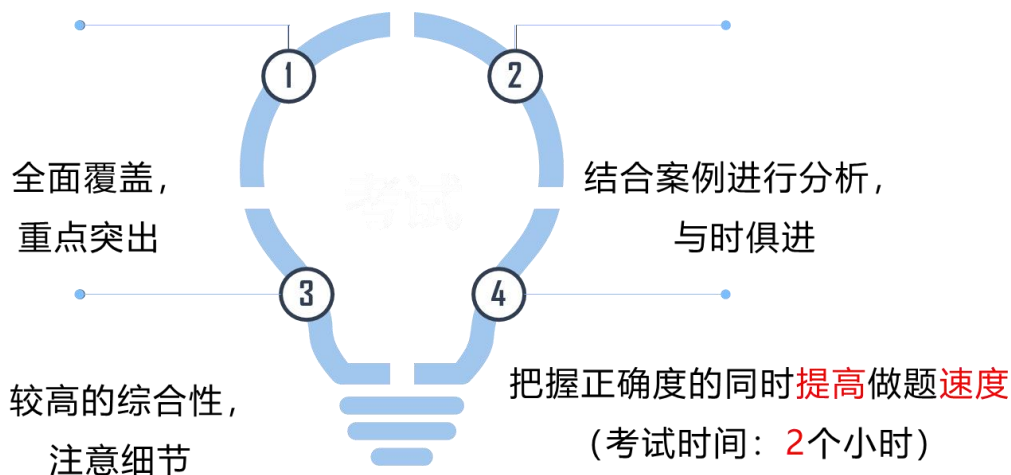 1
全面覆盖，
重点突出
2
结合案例进行分析，
与时俱进
3
较高的综合性，
注意细节
4
把握正确度的同时提高做题速度
（考试时间：2个小时）
考试